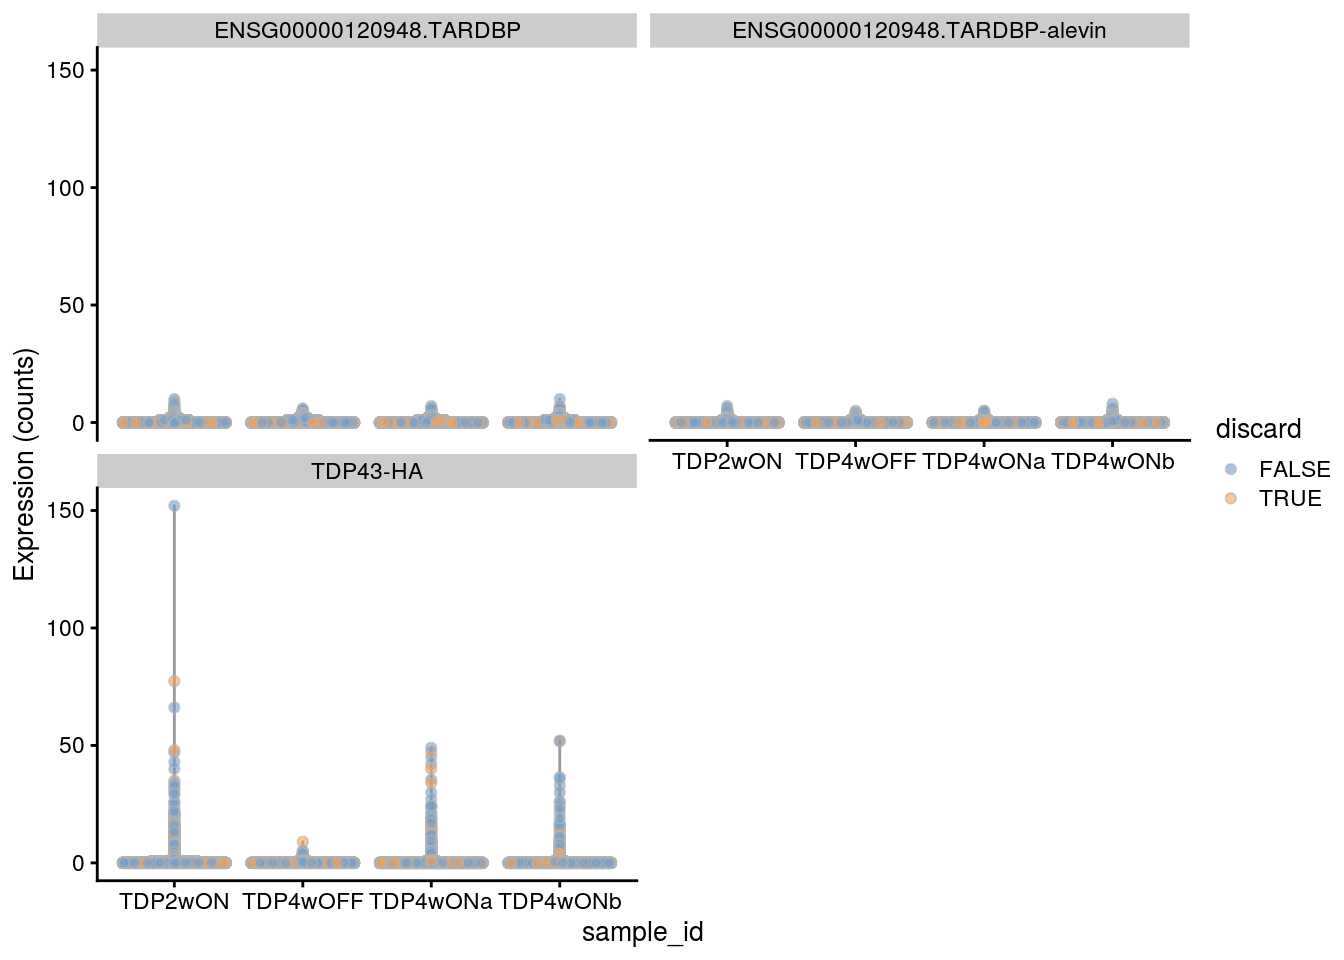 ENSG00000120948.TARDBP
ENSG00000120948.TARDBP-alevin
150
100
50
0
TDP2wON TDP4wOFF TDP4wONa TDP4wONb
TDP43-HA
150
100
50
0
TDP2wON TDP4wOFF TDP4wONa TDP4wONb
sample_id
Expression (counts)
discard
FALSE
TRUE